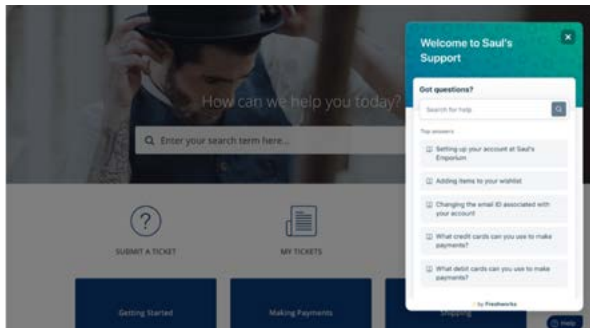 How can we help you today?
Enter your search term here...
SUBMIT A TICKET
MY TICKETS
Getting Started
Making Payments
Shipping
Welcome to Saul's
Support
Got questions?
Search for help
Top answers
Setting up your account at Saul's
Emporium
Adding items to your wishlist
Changing the email ID associated with
your account
What credit cards can you use to make
payments?
What debit cards can you use to make
payments?
by Freshworks
Help